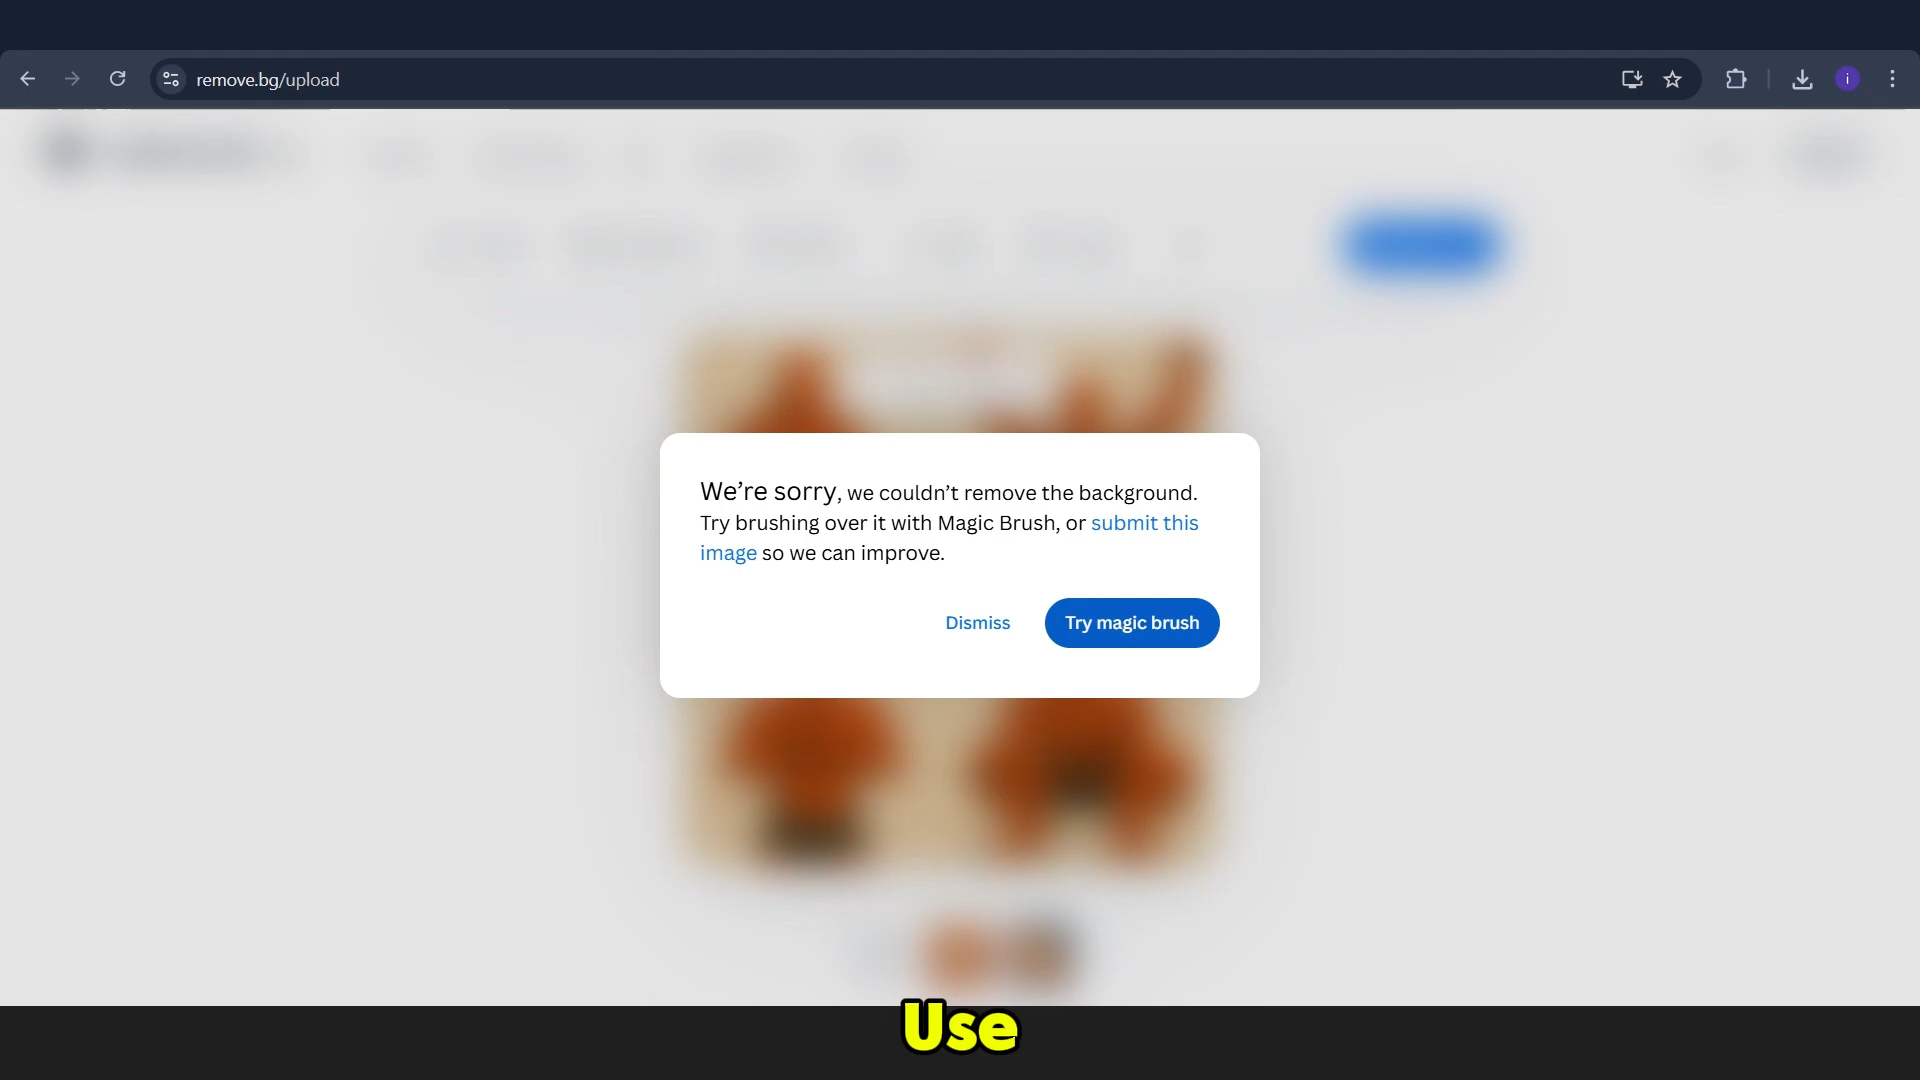 remove.bg/upload
i
We’re sorry, we couldn’t remove the background.
Try brushing over it with Magic Brush, or submit this
image so we can improve.
Dismiss
Try magic brush
Use